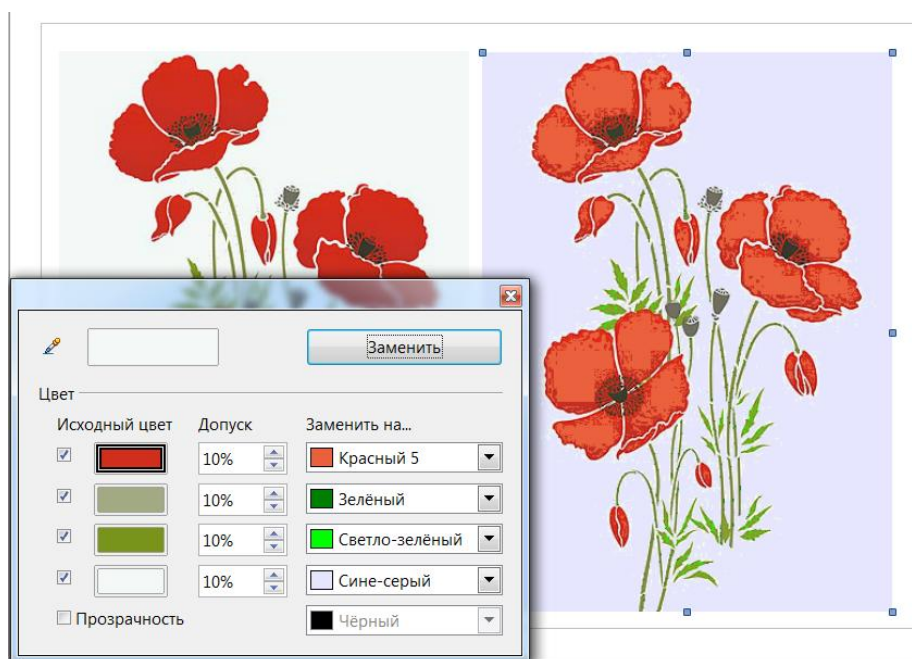 Заменить
Цвет
Исходный цвет Допуск Заменить на...
10% Красный 5
10% Зелёный
10% Светло-зелёный
10% Сине-серый
Прозрачность Чёрный